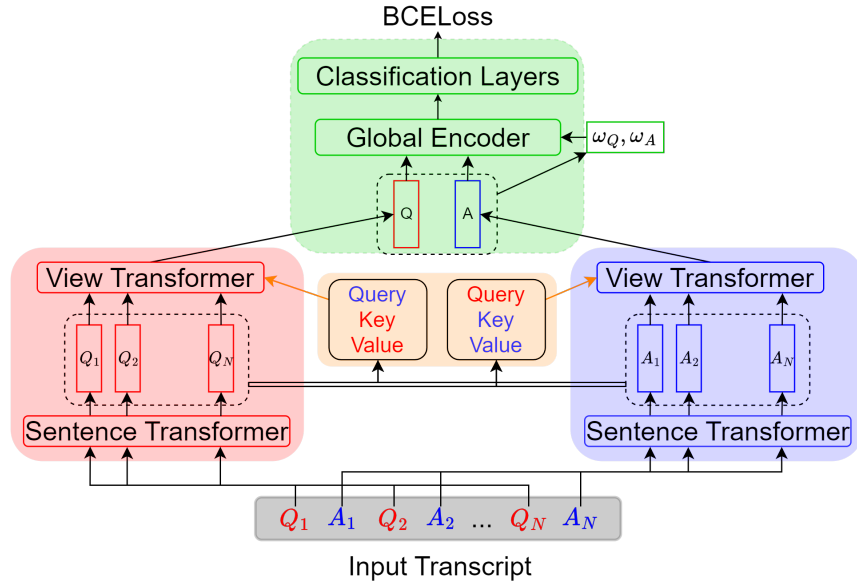 BCELoss
Classification Layers
Global Encoder
ω_Q, ω_A
Q
A
View Transformer
Query
Key
Value
Query
Key
Value
View Transformer
Q_1
Q_2
Q_N
A_1
A_2
A_N
Sentence Transformer
Sentence Transformer
Q_1 A_1 Q_2 A_2 ... Q_N A_N
Input Transcript